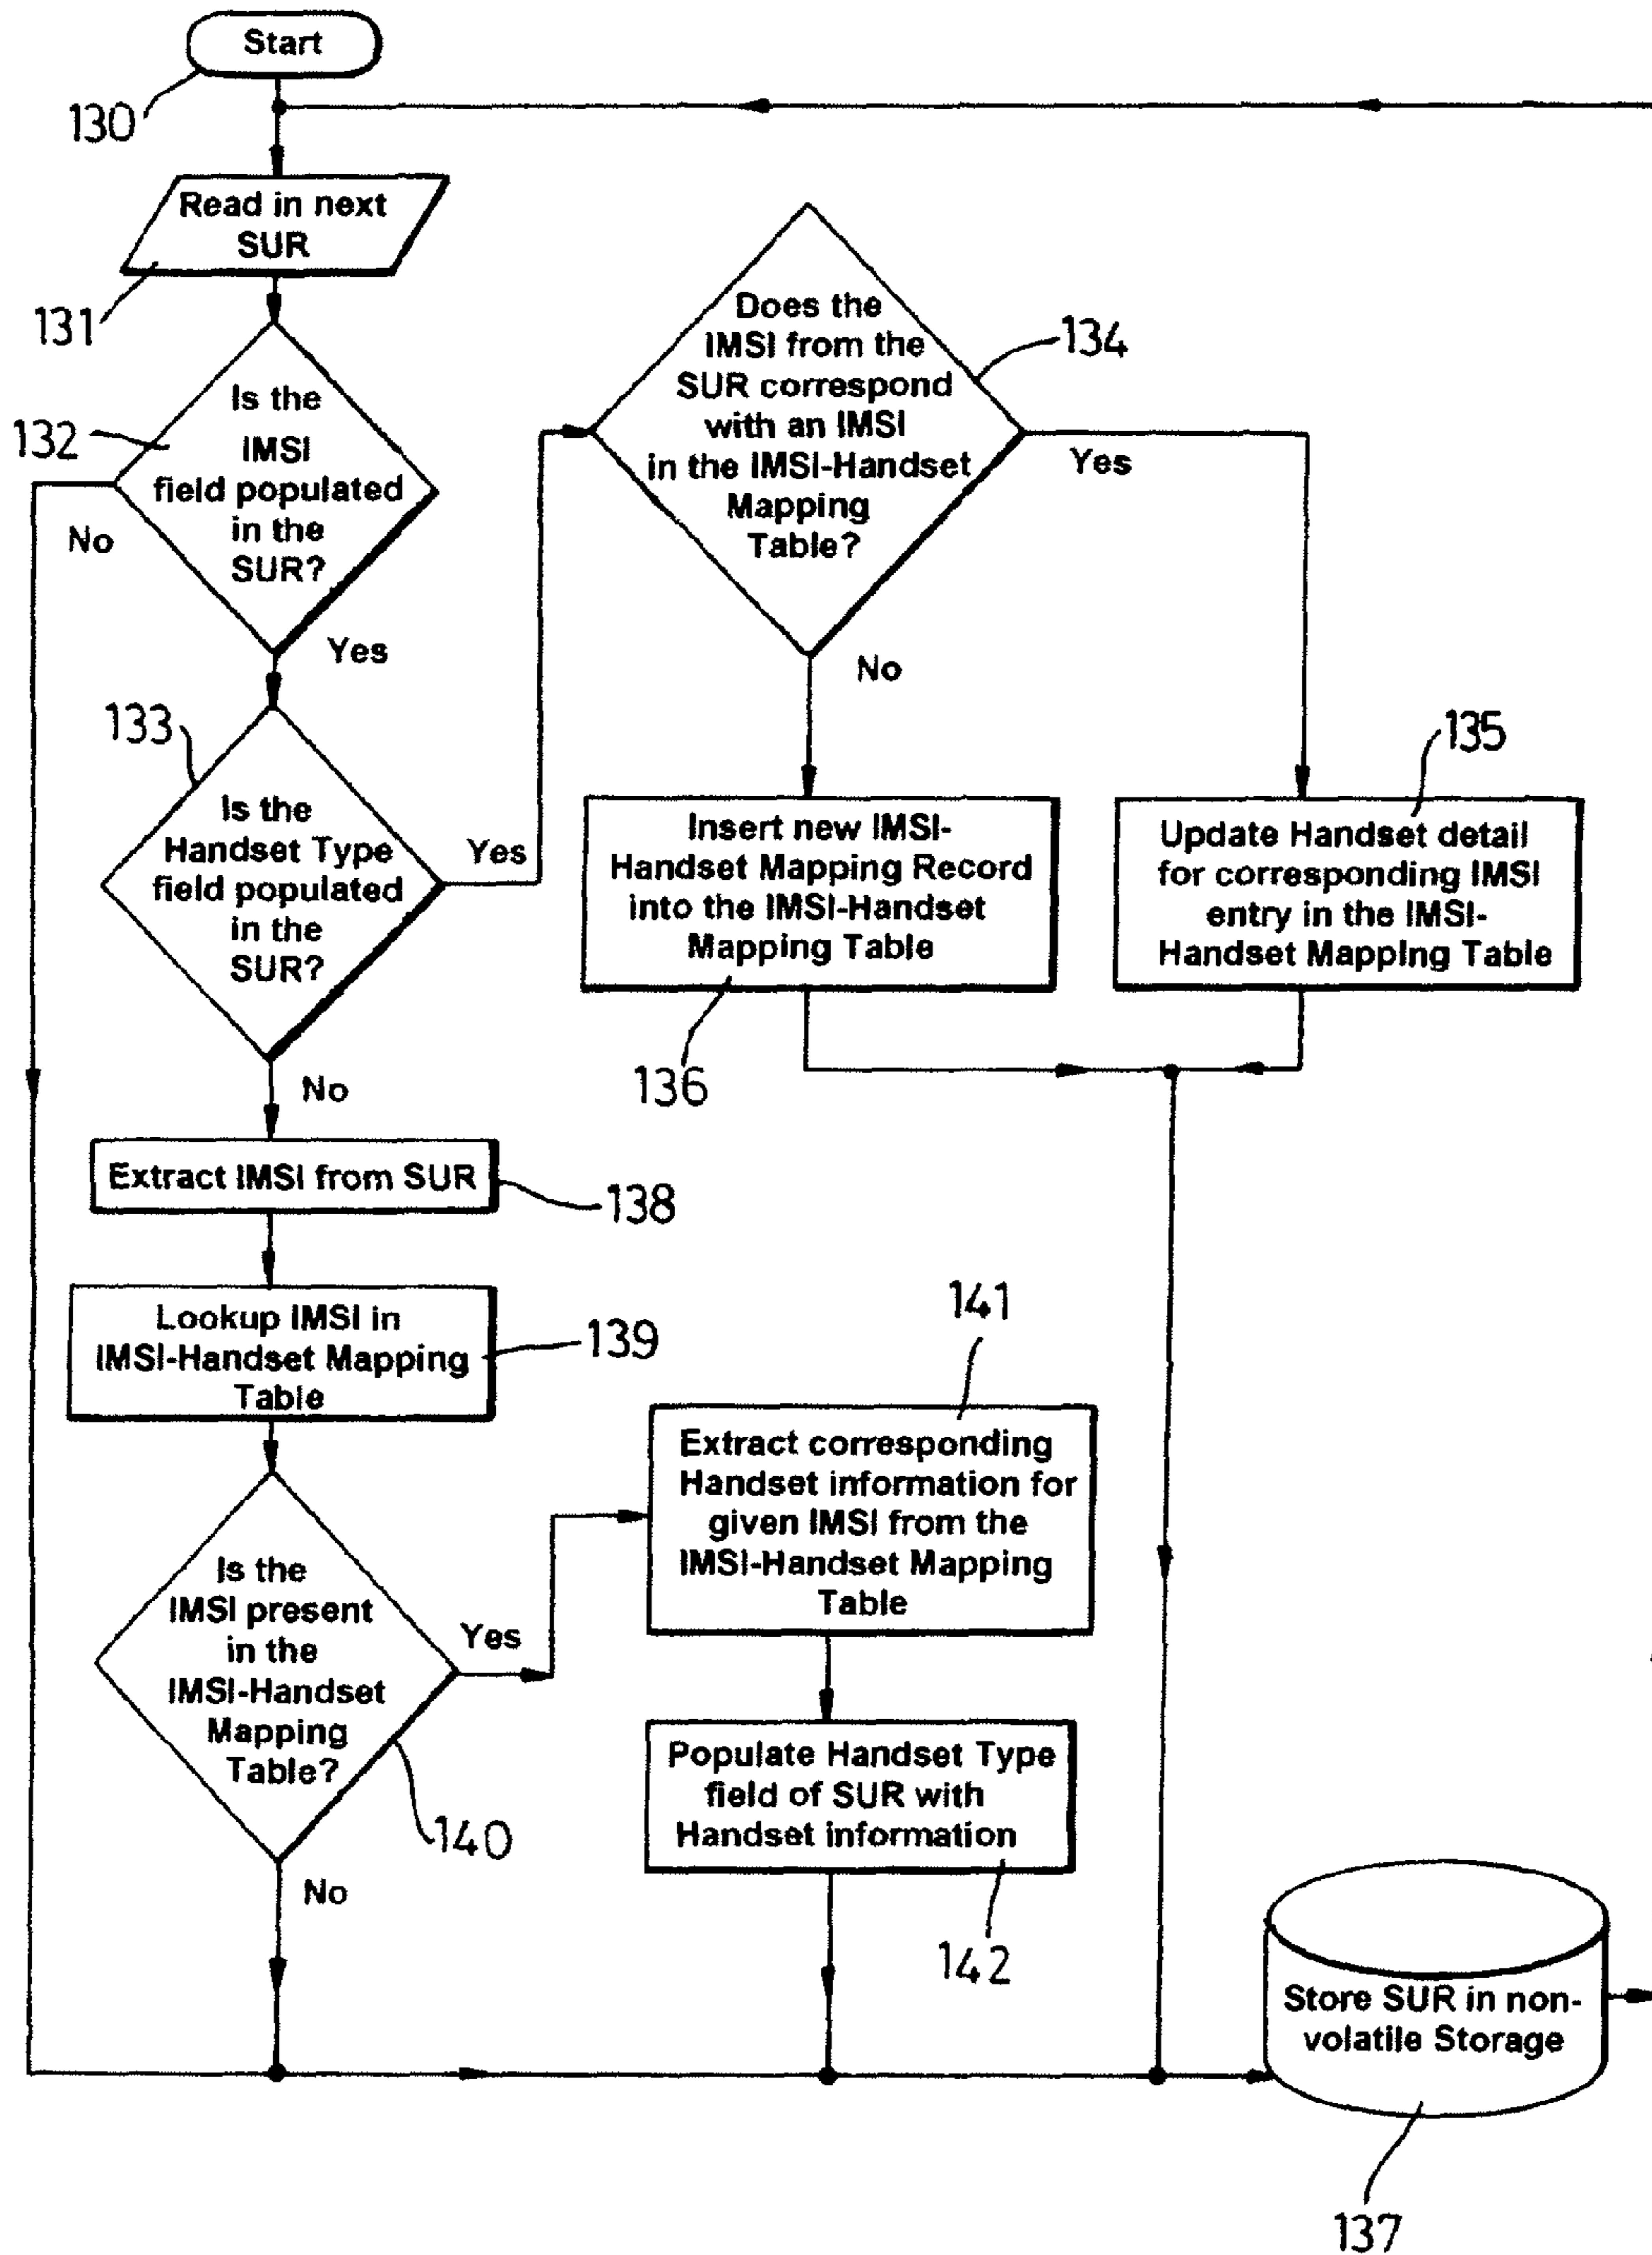 Start
130
Read in next
SUR
131
Is the
IMSI
field populated
in the
SUR?
132
No
Yes
Does the
IMSI from the
SUR correspond
with an IMSI
in the IMSI-Handset
Mapping
Table?
134
Yes
No
133
Is the
Handset Type
field populated
in the
SUR?
Yes
No
Insert new IMSI-
Handset Mapping Record
into the IMSI-Handset
Mapping Table
136
135
Update Handset detail
for corresponding IMSI
entry in the IMSI-
Handset Mapping Table
Extract IMSI from SUR
138
Lookup IMSI in
IMSI-Handset Mapping
Table
139
Is the
IMSI present
in the
IMSI-Handset
Mapping
Table?
140
Yes
No
141
Extract corresponding
Handset information for
given IMSI from the
IMSI-Handset Mapping
Table
Populate Handset Type
field of SUR with
Handset information
142
Store SUR in non-
volatile Storage
137